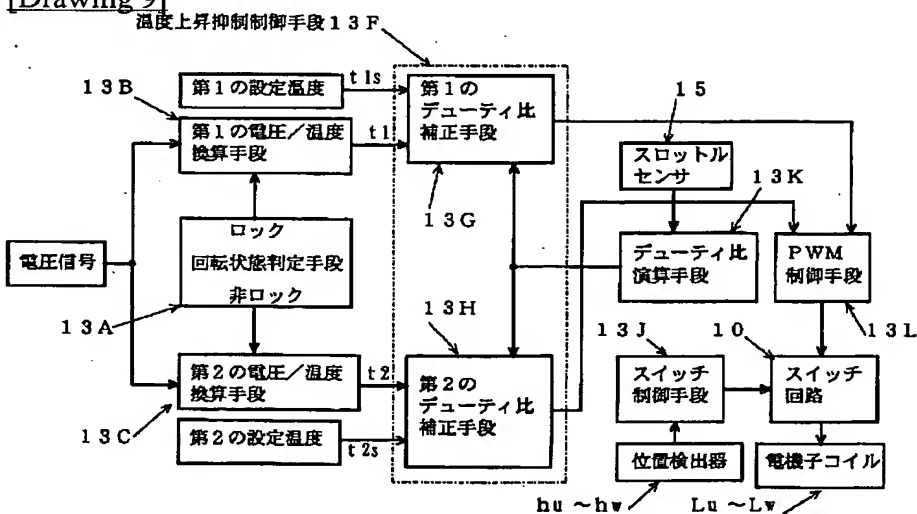 [Drawing 9]
温度上昇抑制制御手段13F
第1の設定温度
t1s
13B
第1の電圧/温度
換算手段
t1
第1の
デューティ比
補正手段
13G
15
スロットル
センサ
13K
電圧信号
ロック
回転状態判定手段
非ロック
13A
デューティ比
演算手段
PWM
制御手段
13L
13H
13J
10
第2の電圧/温度
換算手段
t2
13C
第2の設定温度
t2s
第2の
デューティ比
補正手段
スイッチ
制御手段
スイッチ
回路
位置検出器
電機子コイル
hu~hw
Lu~Lw